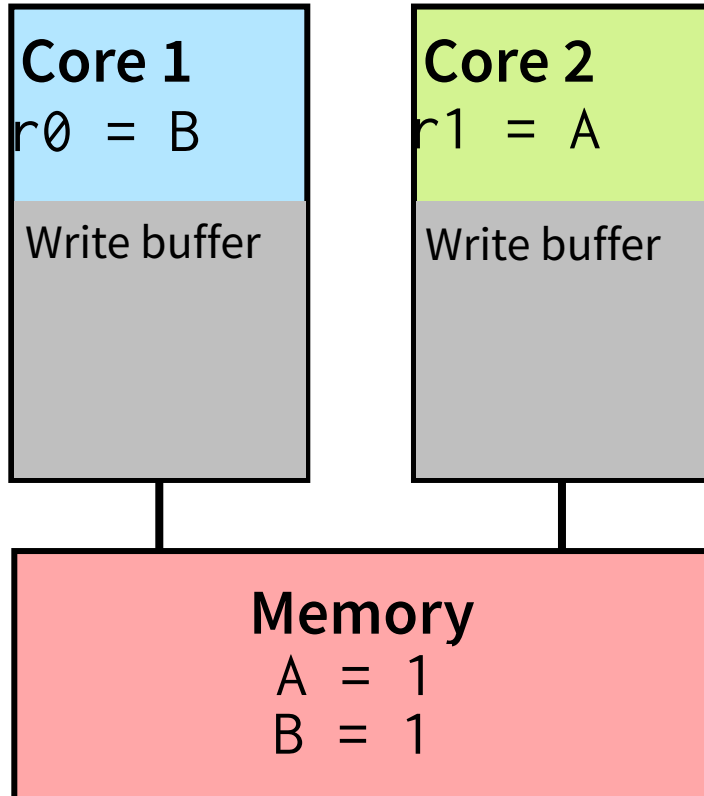 Core 1
r0 = B
Write buffer
Core 2
r1 = A
Write buffer
Memory
A = 1
B = 1